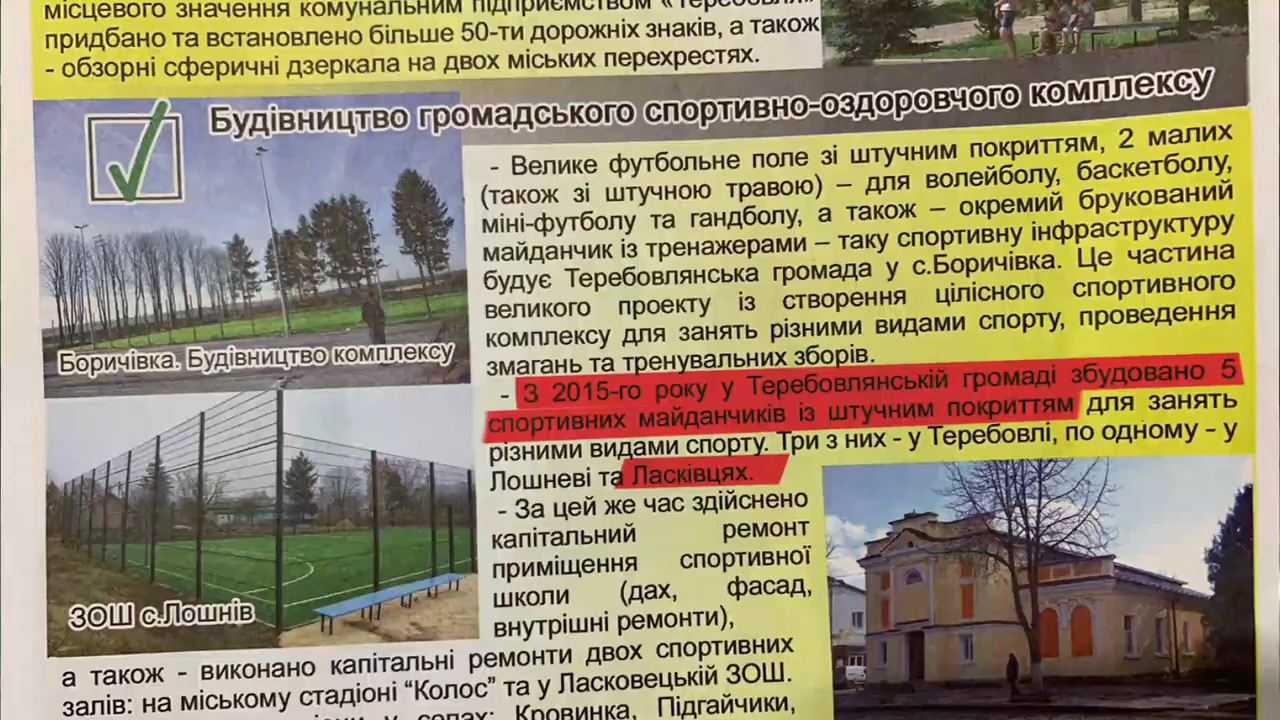 місцевого значення комунальним підприємством «Теребовля»
придбано та встановлено більше 50-ти дорожніх знаків, а також
- обзорні сферичні дзеркала на двох міських перехрестях.
Будівництво громадського спортивно-оздоровчого комплексу
- Велике футбольне поле зі штучним покриттям, 2 малих
(також зі штучною травою) – для волейболу, баскетболу,
міні-футболу та гандболу, а також – окремий брукований
майданчик із тренажерами – таку спортивну інфраструктуру
будує Теребовлянська громада у с.Боричівка. Це частина
великого проекту із створення цілісного спортивного
комплексу для занять різними видами спорту, проведення
змагань та тренувальних зборів.
Боричівка. Будівництво комплексу
- З 2015-го року у Теребовлянській громаді збудовано 5
спортивних майданчиків із штучним покриттям для занять
різними видами спорту. Три з них - у Теребовлі, по одному - у
Лошневі та Ласківцях.
- За цей же час здійснено
капітальний ремонт
приміщення спортивної
школи (дах, фасад,
внутрішні ремонти),
ЗОШ с.Лошнів
а також - виконано капітальні ремонти двох спортивних
залів: на міському стадіоні “Колос” та у Ласковецькій ЗОШ.
у селах: Кровинка, Підгайчики,